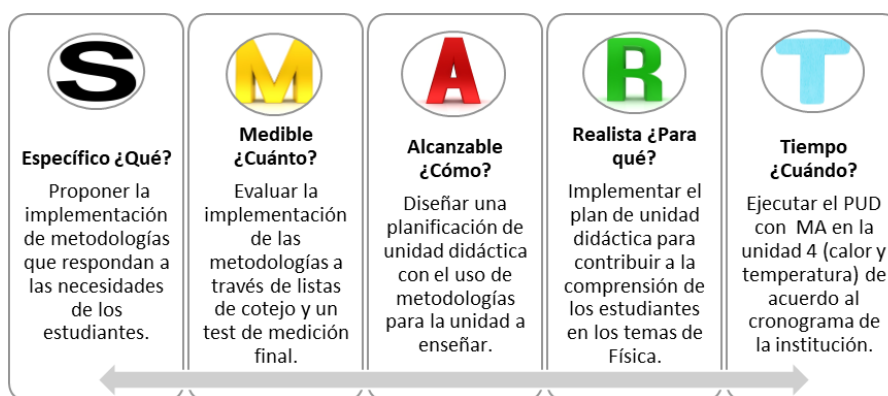 S
Específico ¿Qué?
Proponer la
implementación
de metodologías
que respondan a
las necesidades
de los
estudiantes.
M
Medible
¿Cuánto?
Evaluar la
implementación
de las
metodologías a
través de listas
de cotejo y un
test de medición
final.
A
Alcanzable
¿Cómo?
Diseñar una
planificación de
unidad didáctica
con el uso de
metodologías
para la unidad a
enseñar.
R
Realista ¿Para
qué?
Implementar el
plan de unidad
didáctica para
contribuir a la
comprensión de
los estudiantes
en los temas de
Física.
T
Tiempo
¿Cuándo?
Ejecutar el PUD
con MA en la
unidad 4 (calor y
temperatura) de
acuerdo al
cronograma de
la institución.